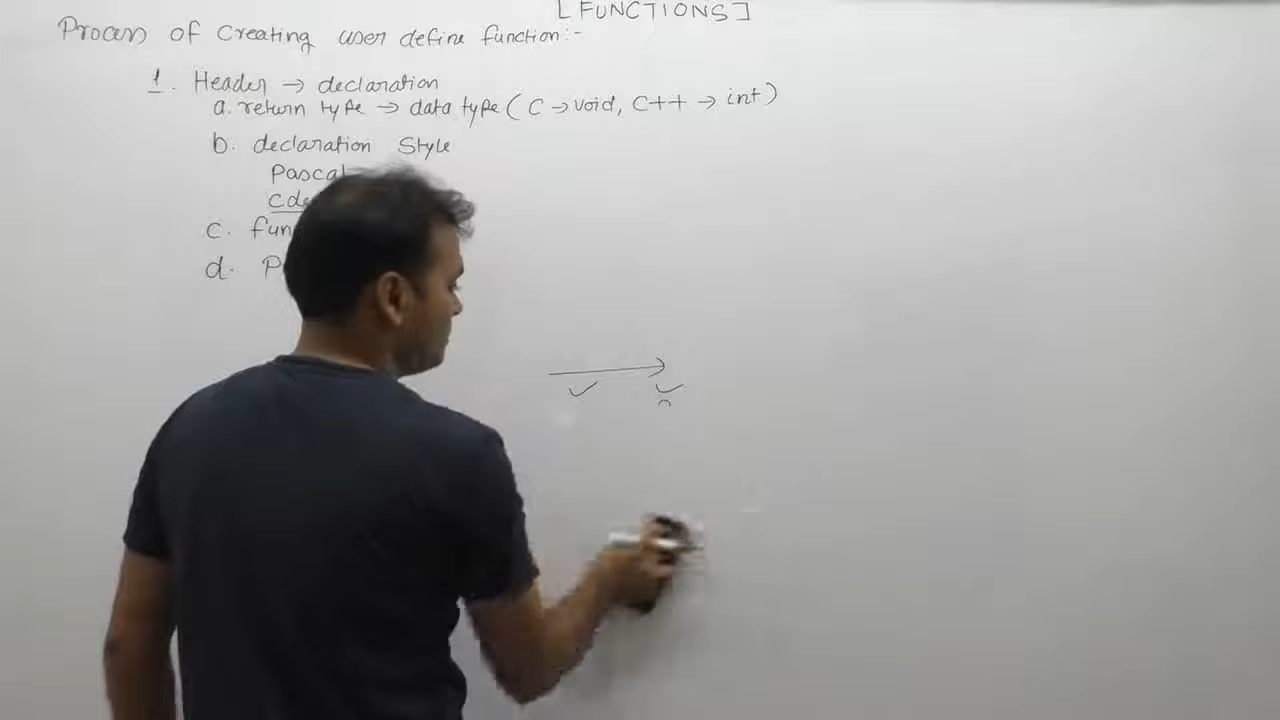 [FUNCTIONS]
Process of Creating user define function:-
1. Header → declaration
a. return type → data type (C → void, C++ → int)
b. declaration Style
Pascal
c.
d.